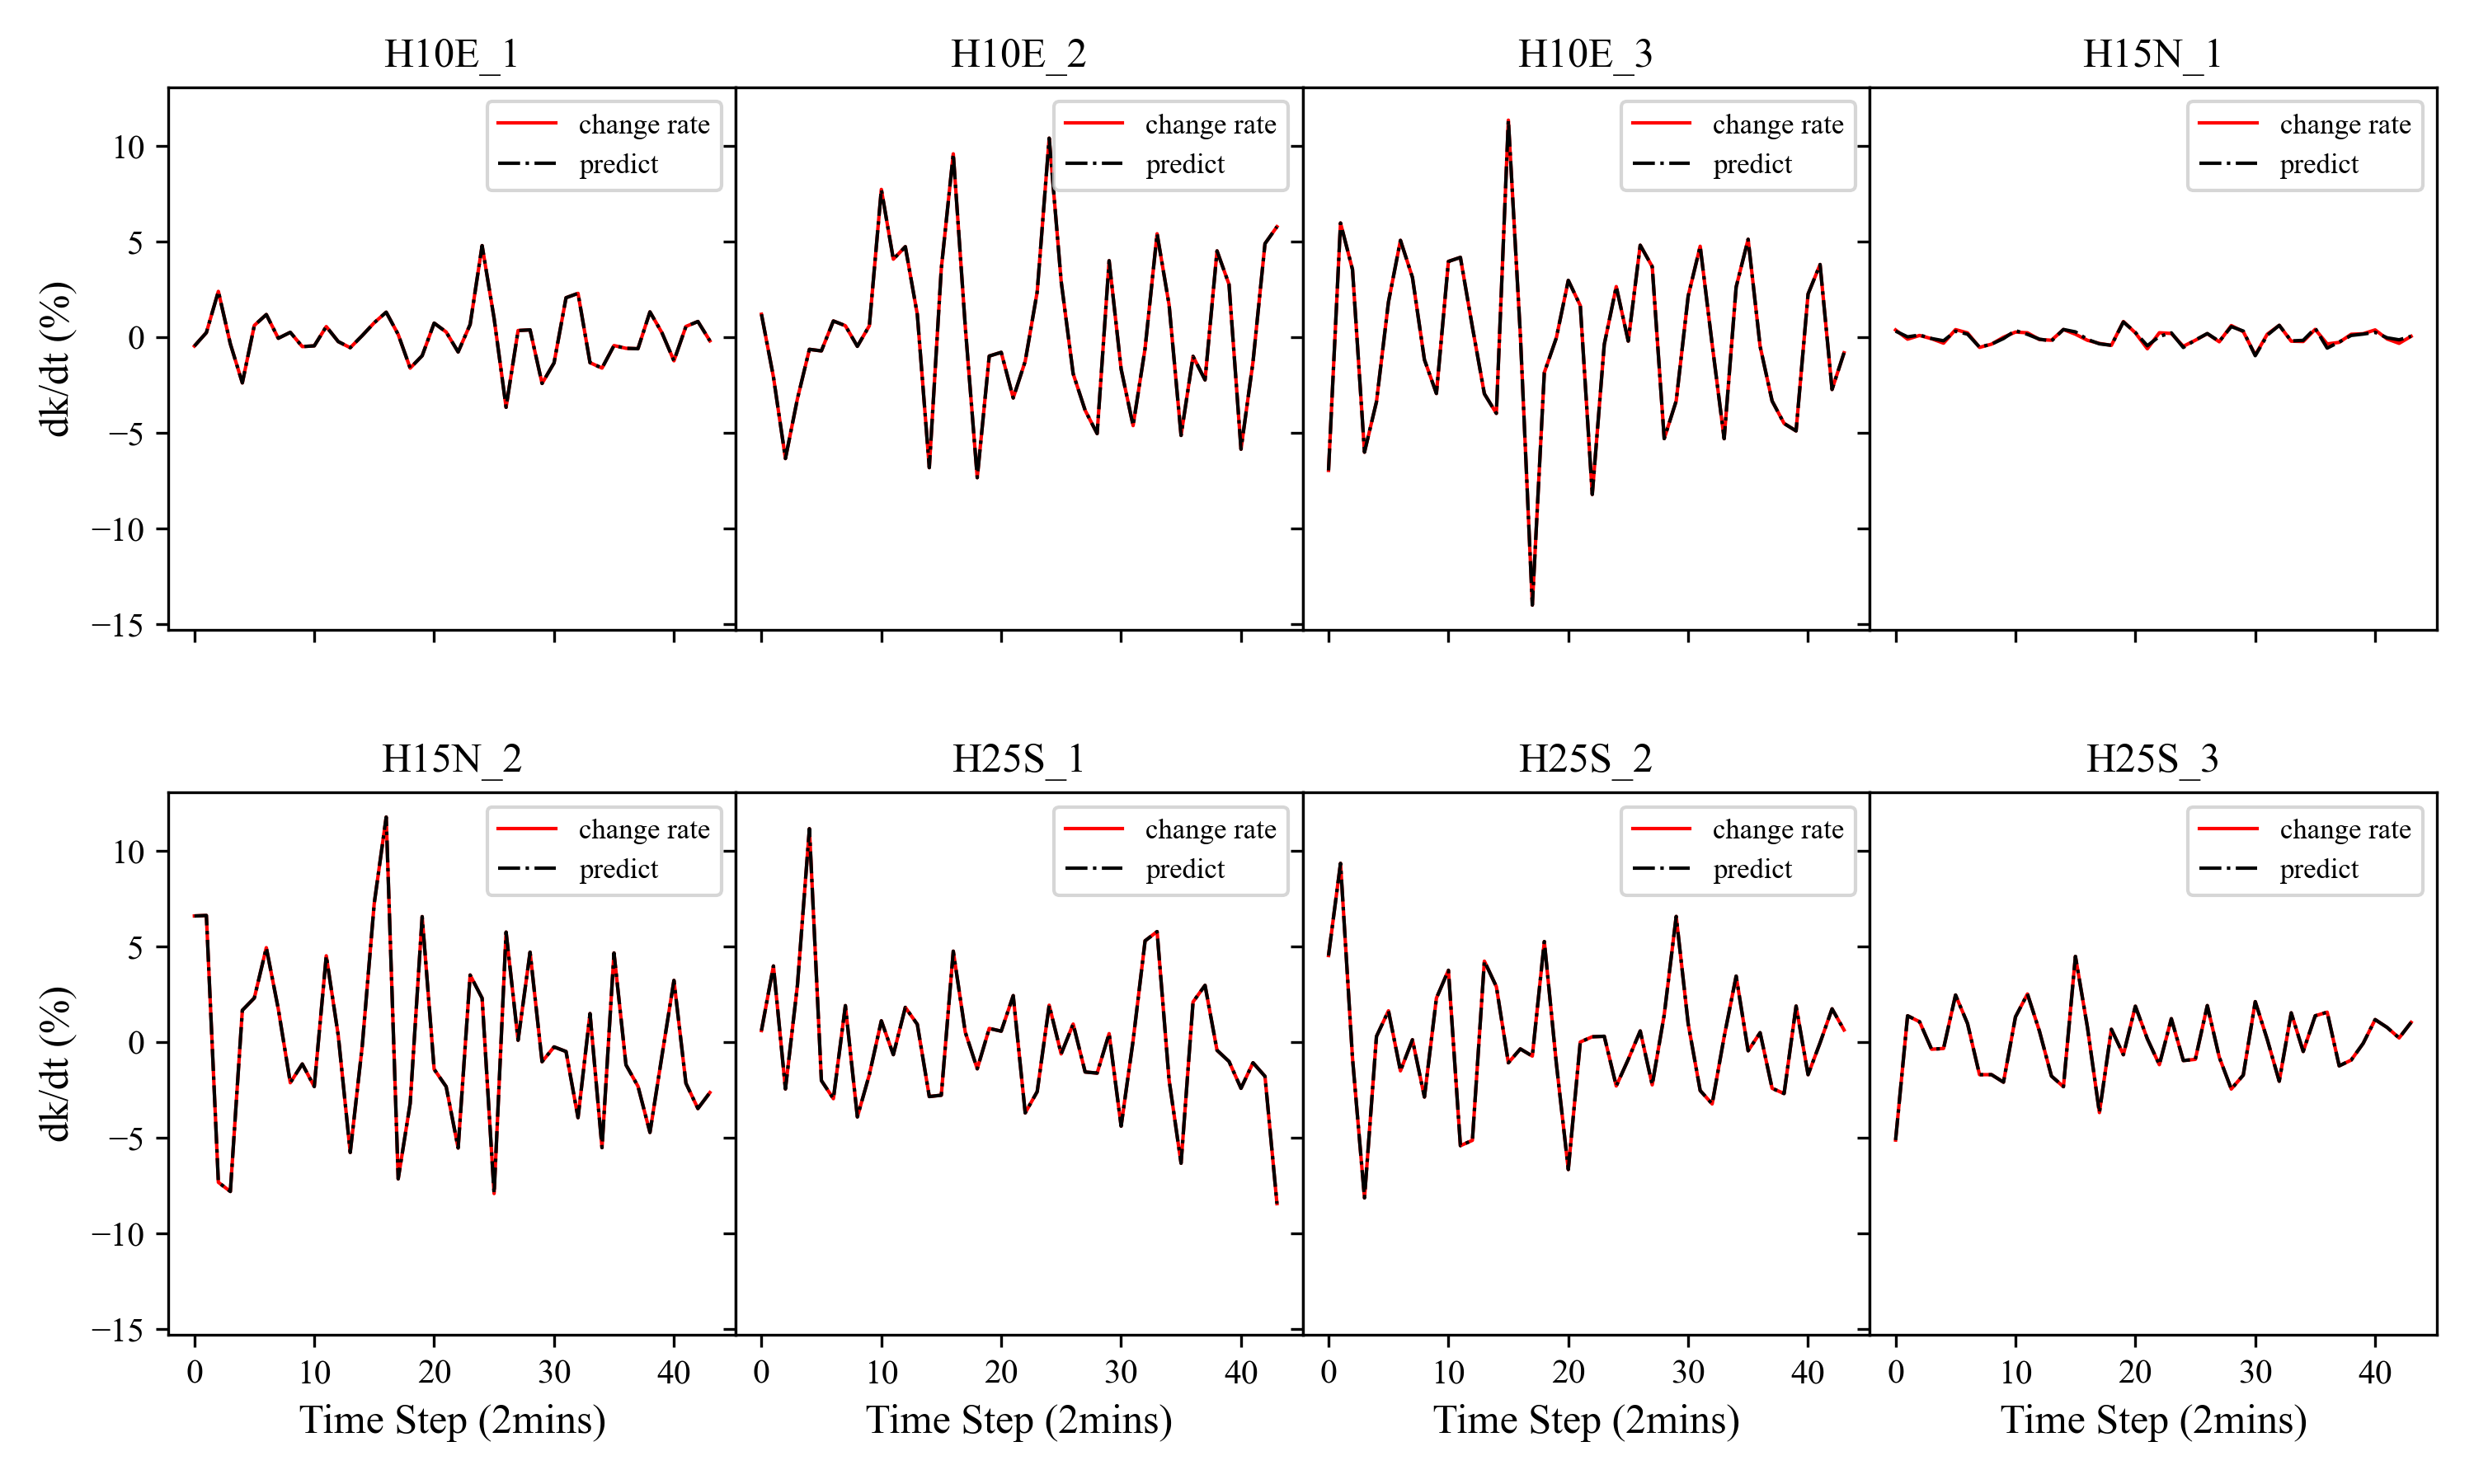 H10E_1 H10E_2 H10E_3 H15N_1
change rate change rate change rate change rate
predict predict predict predict
10
5
0
−5
−10
−15
dk/dt (%)
H15N_2 H25S_1 H25S_2 H25S_3
change rate change rate change rate change rate
predict predict predict predict
10
5
0
−5
−10
−15
dk/dt (%)
0 10 20 30 40 0 10 20 30 40 0 10 20 30 40 0 10 20 30 40
Time Step (2mins) Time Step (2mins) Time Step (2mins) Time Step (2mins)